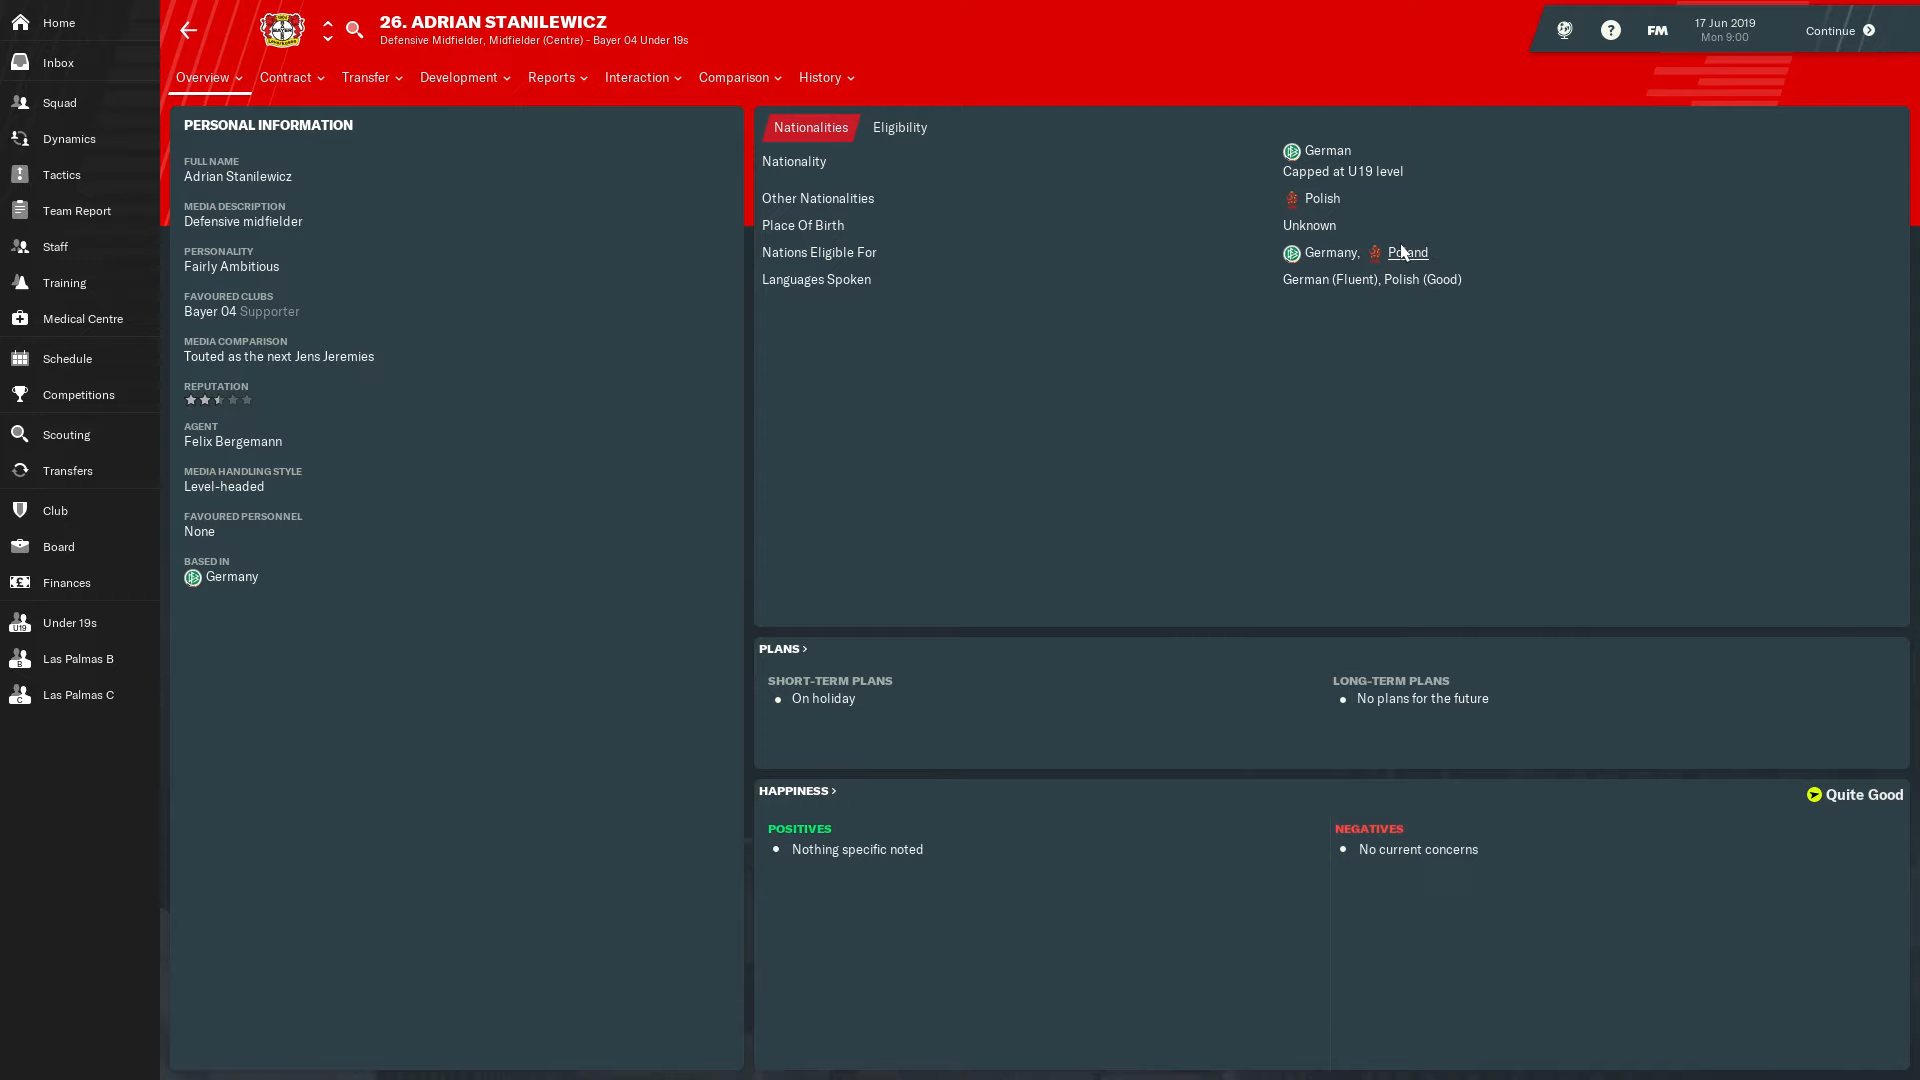 Home
Inbox
Squad
Dynamics
Tactics
Team Report
Staff
Training
Medical Centre
Schedule
Competitions
Scouting
Transfers
Club
Board
Finances
U19
Under 19s
B
Las Palmas B
C
Las Palmas C
26. ADRIAN STANILEWICZ
Defensive Midfielder, Midfielder (Centre) - Bayer 04 Under 19s
?
FM
17 Jun 2019
Mon 9:00
Continue
Overview Contract Transfer Development Reports Interaction Comparison History
PERSONAL INFORMATION
FULL NAME
Adrian Stanilewicz
MEDIA DESCRIPTION
Defensive midfielder
PERSONALITY
Fairly Ambitious
FAVOURED CLUBS
Bayer 04 Supporter
MEDIA COMPARISON
Touted as the next Jens Jeremies
REPUTATION
AGENT
Felix Bergemann
MEDIA HANDLING STYLE
Level-headed
FAVOURED PERSONNEL
None
BASED IN
Germany
Nationalities Eligibility
Nationality German
Capped at U19 level
Other Nationalities Polish
Place Of Birth Unknown
Nations Eligible For Germany, Poland
Languages Spoken German (Fluent), Polish (Good)
PLANS >
SHORT-TERM PLANS
• On holiday
LONG-TERM PLANS
• No plans for the future
HAPPINESS >
Quite Good
POSITIVES
• Nothing specific noted
NEGATIVES
• No current concerns